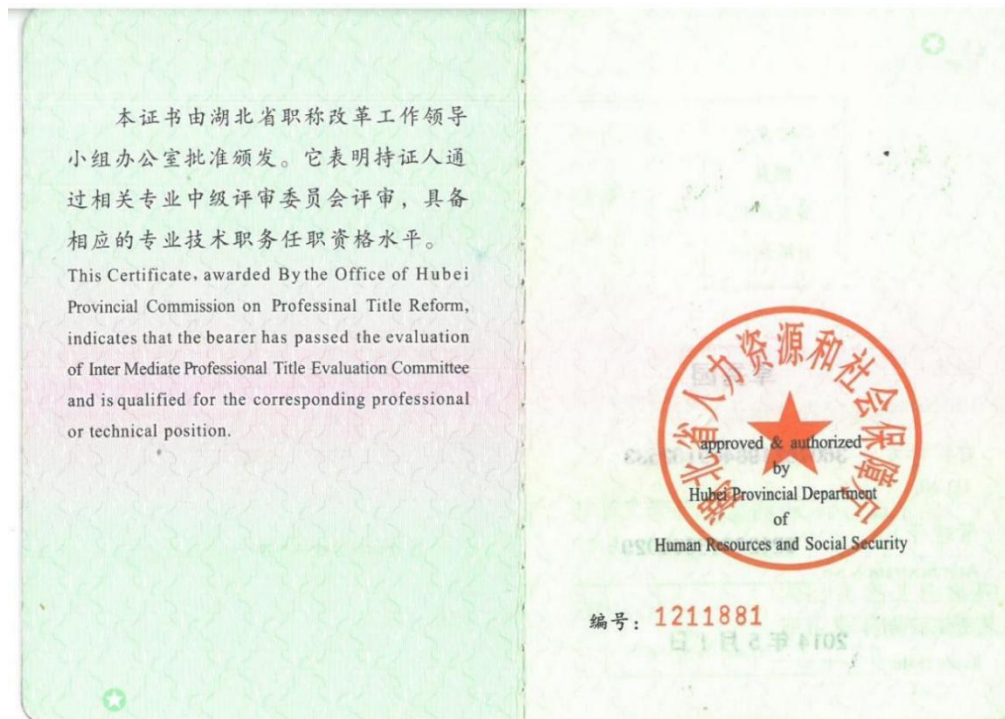 本证书由湖北省职称改革工作领导
小组办公室批准颁发。它表明持证人通
过相关专业中级评审委员会评审，具备
相应的专业技术职务任职资格水平。
This Certificate, awarded By the Office of Hubei
Provincial Commission on Professinal Title Reform,
indicates that the bearer has passed the evaluation
of Inter Mediate Professional Title Evaluation Committee
and is qualified for the corresponding professional
or technical position.
湖北省人力资源和社会保障厅
approved & authorized
by
Hubei Provincial Department
of
Human Resources and Social Security
编号：1211881
2014年5月1日